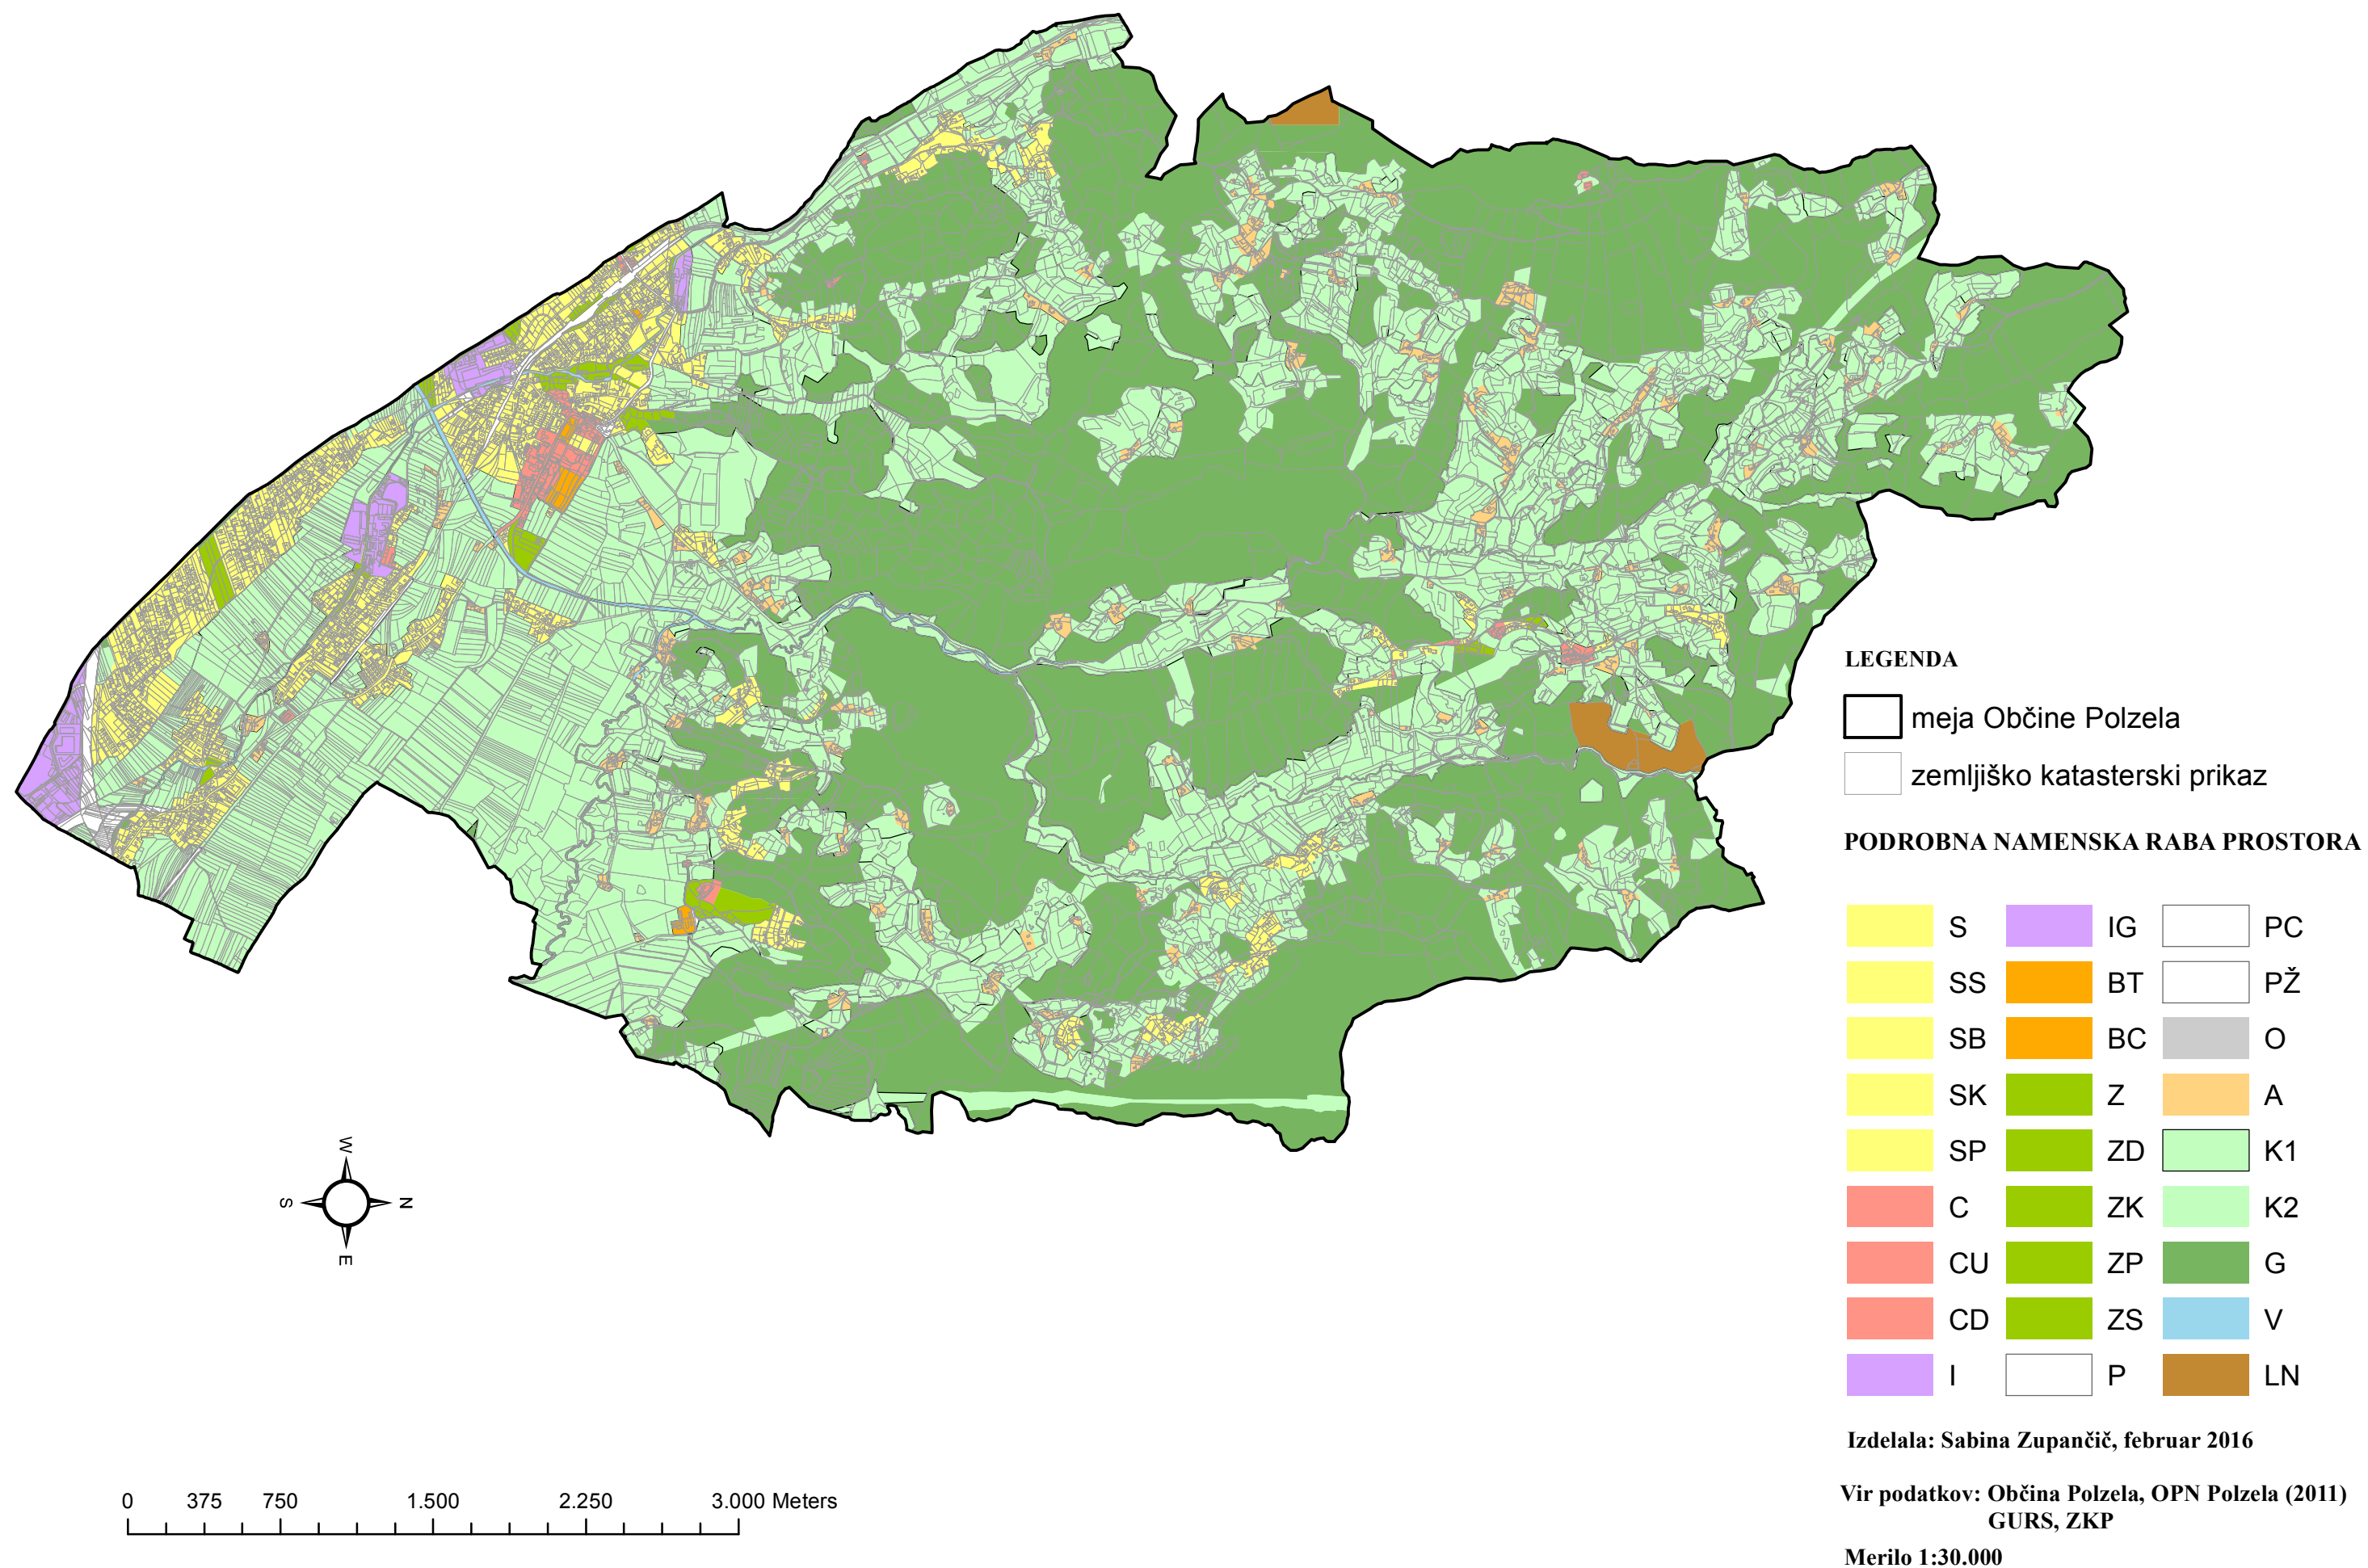 LEGENDA
meja Občine Polzela
zemljiško katasterski prikaz
PODROBNA NAMENSKA RABA PROSTORA
S IG PC
SS BT PŽ
SB BC O
SK Z A
SP ZD K1
C ZK K2
CU ZP G
CD ZS V
I P LN
W
S N
E
Izdelala: Sabina Zupančič, februar 2016
Vir podatkov: Občina Polzela, OPN Polzela (2011)
GURS, ZKP
Merilo 1:30.000
0 375 750 1.500 2.250 3.000 Meters